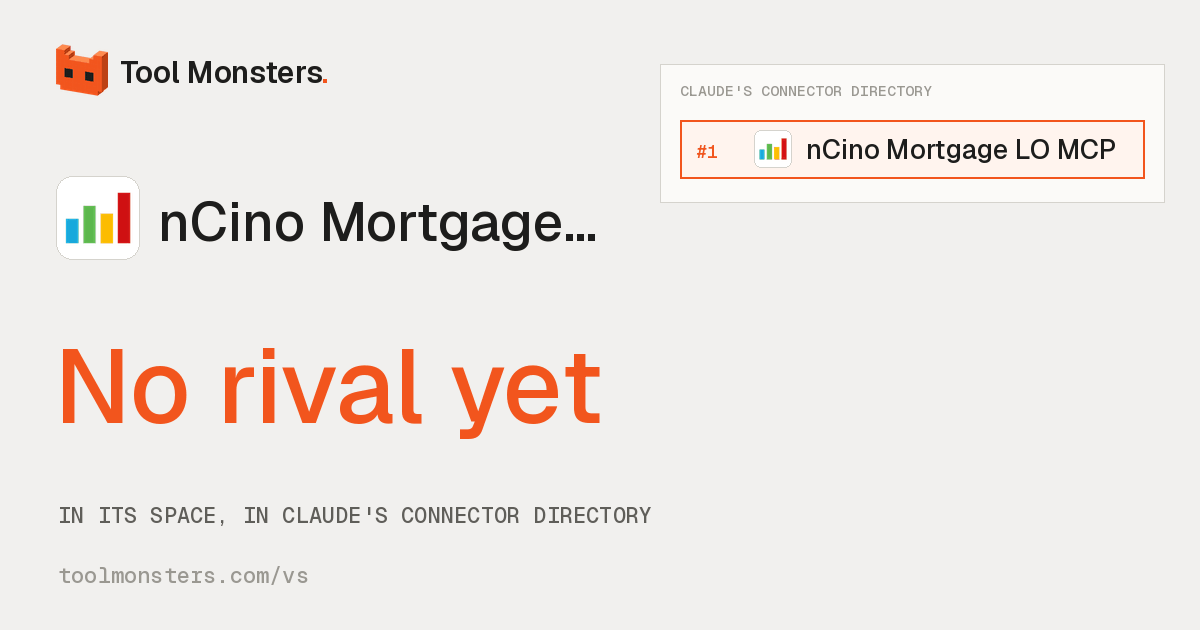 Tool Monsters.
CLAUDE'S CONNECTOR DIRECTORY
#1 nCino Mortgage LO MCP
nCino Mortgage...
No rival yet
IN ITS SPACE, IN CLAUDE'S CONNECTOR DIRECTORY
toolmonsters.com/vs